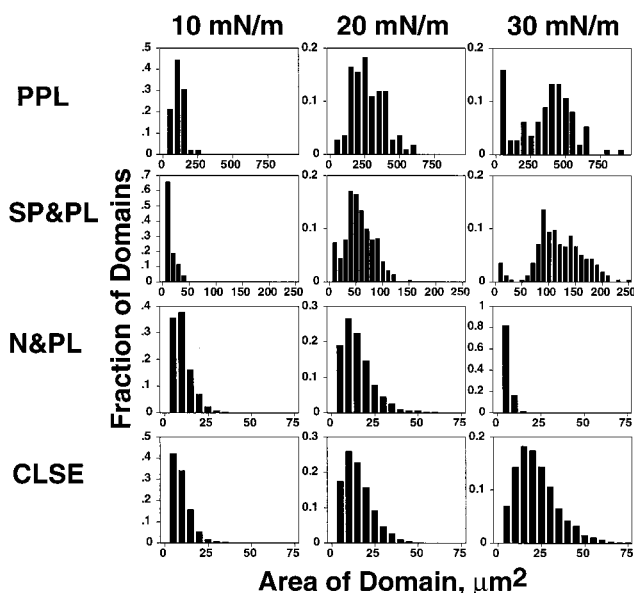 10 mN/m 20 mN/m 30 mN/m
PPL
.5 .4 .3 .2 .1 0
250 500 750
0.2 0.1 0
250 500 750
0.2 0.1 0
250 500 750
SP&PL
.7 .6 .5 .4 .3 .2 .1 0
0 50 100 150 200 250
0.2 0.1 0
0 50 100 150 200 250
0.2 0.1 0
0 50 100 150 200 250
N&PL
.4 .3 .2 .1 0
0 25 50 75
0.3 0.2 0.1 0
0 25 50 75
1 0.8 0.6 0.4 0.2 0
0 25 50 75
CLSE
.5 .4 .3 .2 .1 0
0 25 50 75
0.3 0.2 0.1 0
0 25 50 75
0.2 0.1 0
0 25 50 75
Fraction of Domains
Area of Domain, μm²